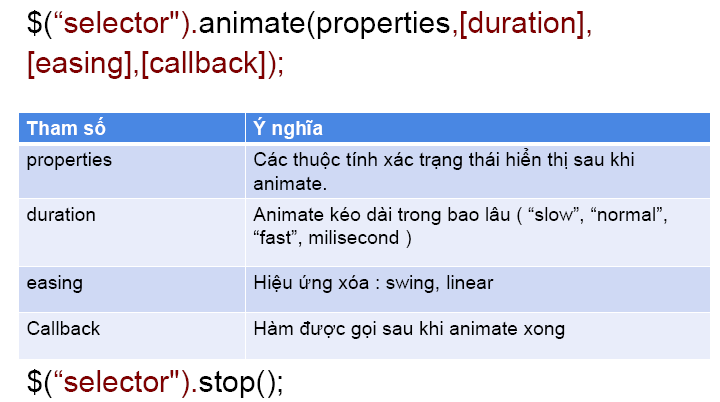 $(“selector").animate(properties,[duration],
[easing],[callback]);
Tham số Ý nghĩa
properties Các thuộc tính xác trạng thái hiển thị sau khi
animate.
duration Animate kéo dài trong bao lâu ( “slow”, “normal”,
“fast”, milisecond )
easing Hiệu ứng xóa : swing, linear
Callback Hàm được gọi sau khi animate xong
$(“selector").stop();